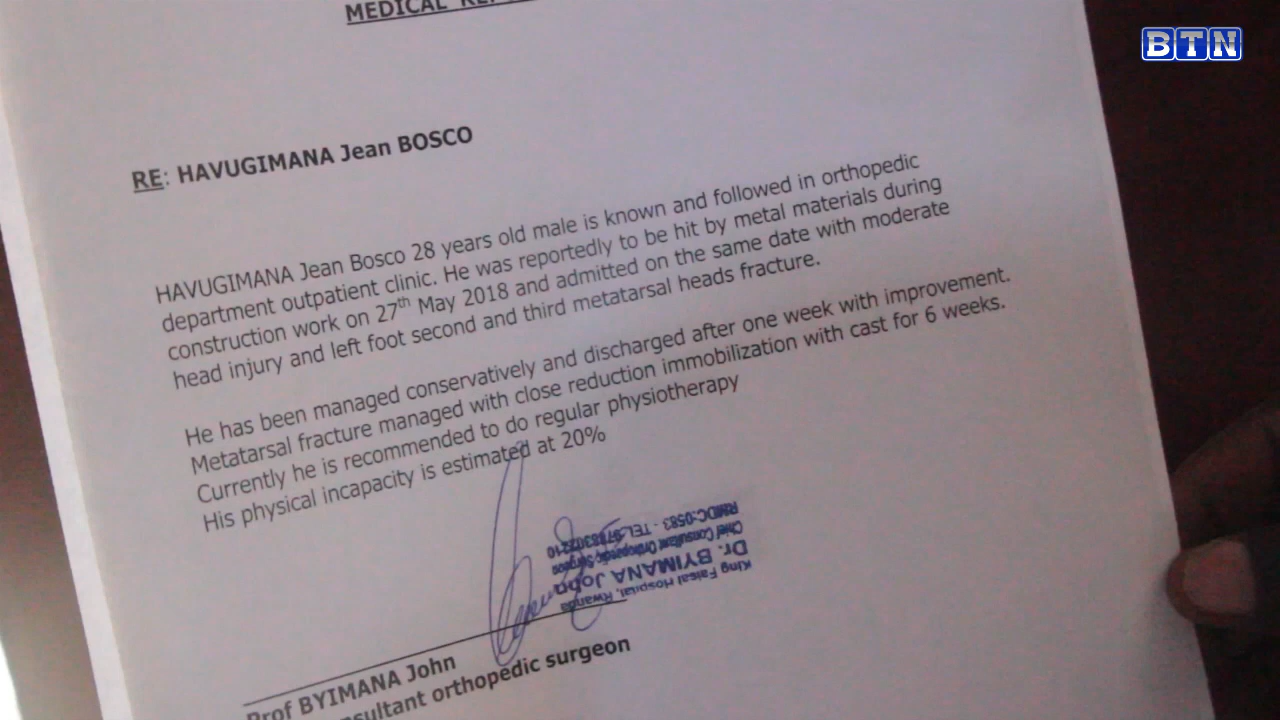 BTN
MEDICAL
RE: HAVUGIMANA Jean BOSCO
HAVUGIMANA Jean Bosco 28 years old male is known and followed in orthopedic
department outpatient clinic. He was reportedly to be hit by metal materials during
construction work on 27th May 2018 and admitted on the same date with moderate
head injury and left foot second and third metatarsal heads fracture.
He has been managed conservatively and discharged after one week with improvement.
Metatarsal fracture managed with close reduction immobilization with cast for 6 weeks.
Currently he is recommended to do regular physiotherapy
His physical incapacity is estimated at 20%
King Faisal Hospital, Rwanda
Dr. BYIMANA John
Chief Consultant Orthopaedic Surgeon
RMDC:0583 - TEL.
Prof BYIMANA John
orthopedic surgeon